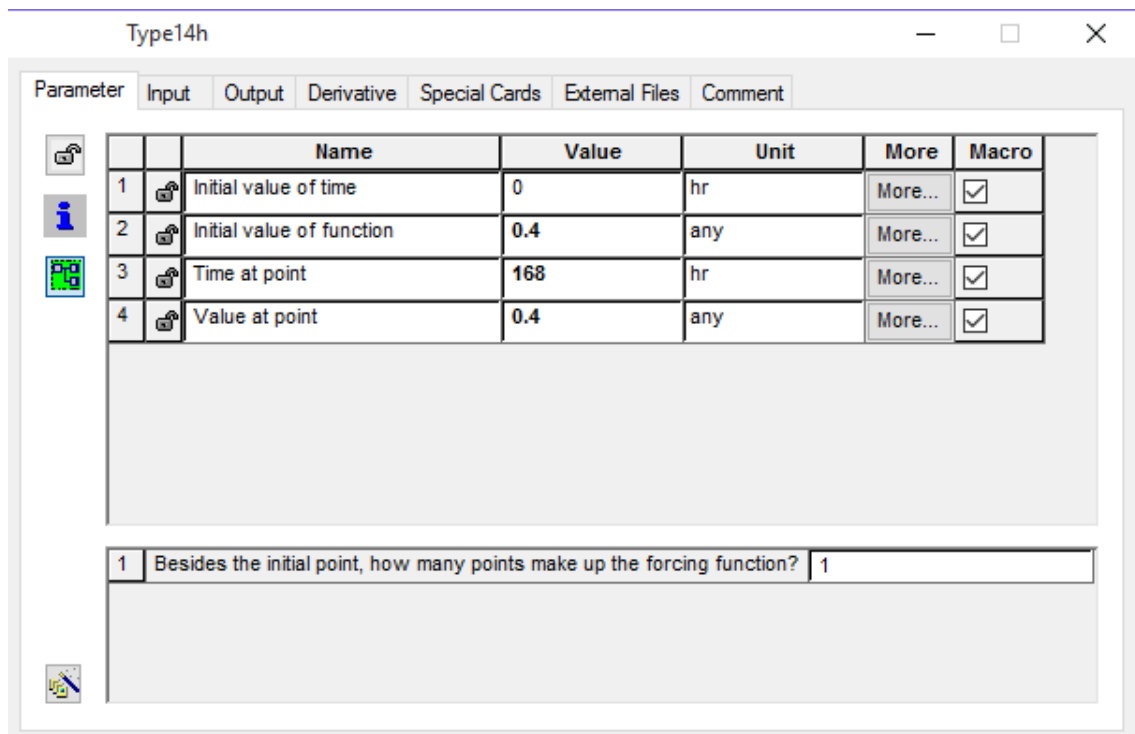 Type14h
Parameter Input Output Derivative Special Cards External Files Comment
Name Value Unit More Macro
1 Initial value of time 0 hr More...
2 Initial value of function 0.4 any More...
3 Time at point 168 hr More...
4 Value at point 0.4 any More...
1 Besides the initial point, how many points make up the forcing function? 1